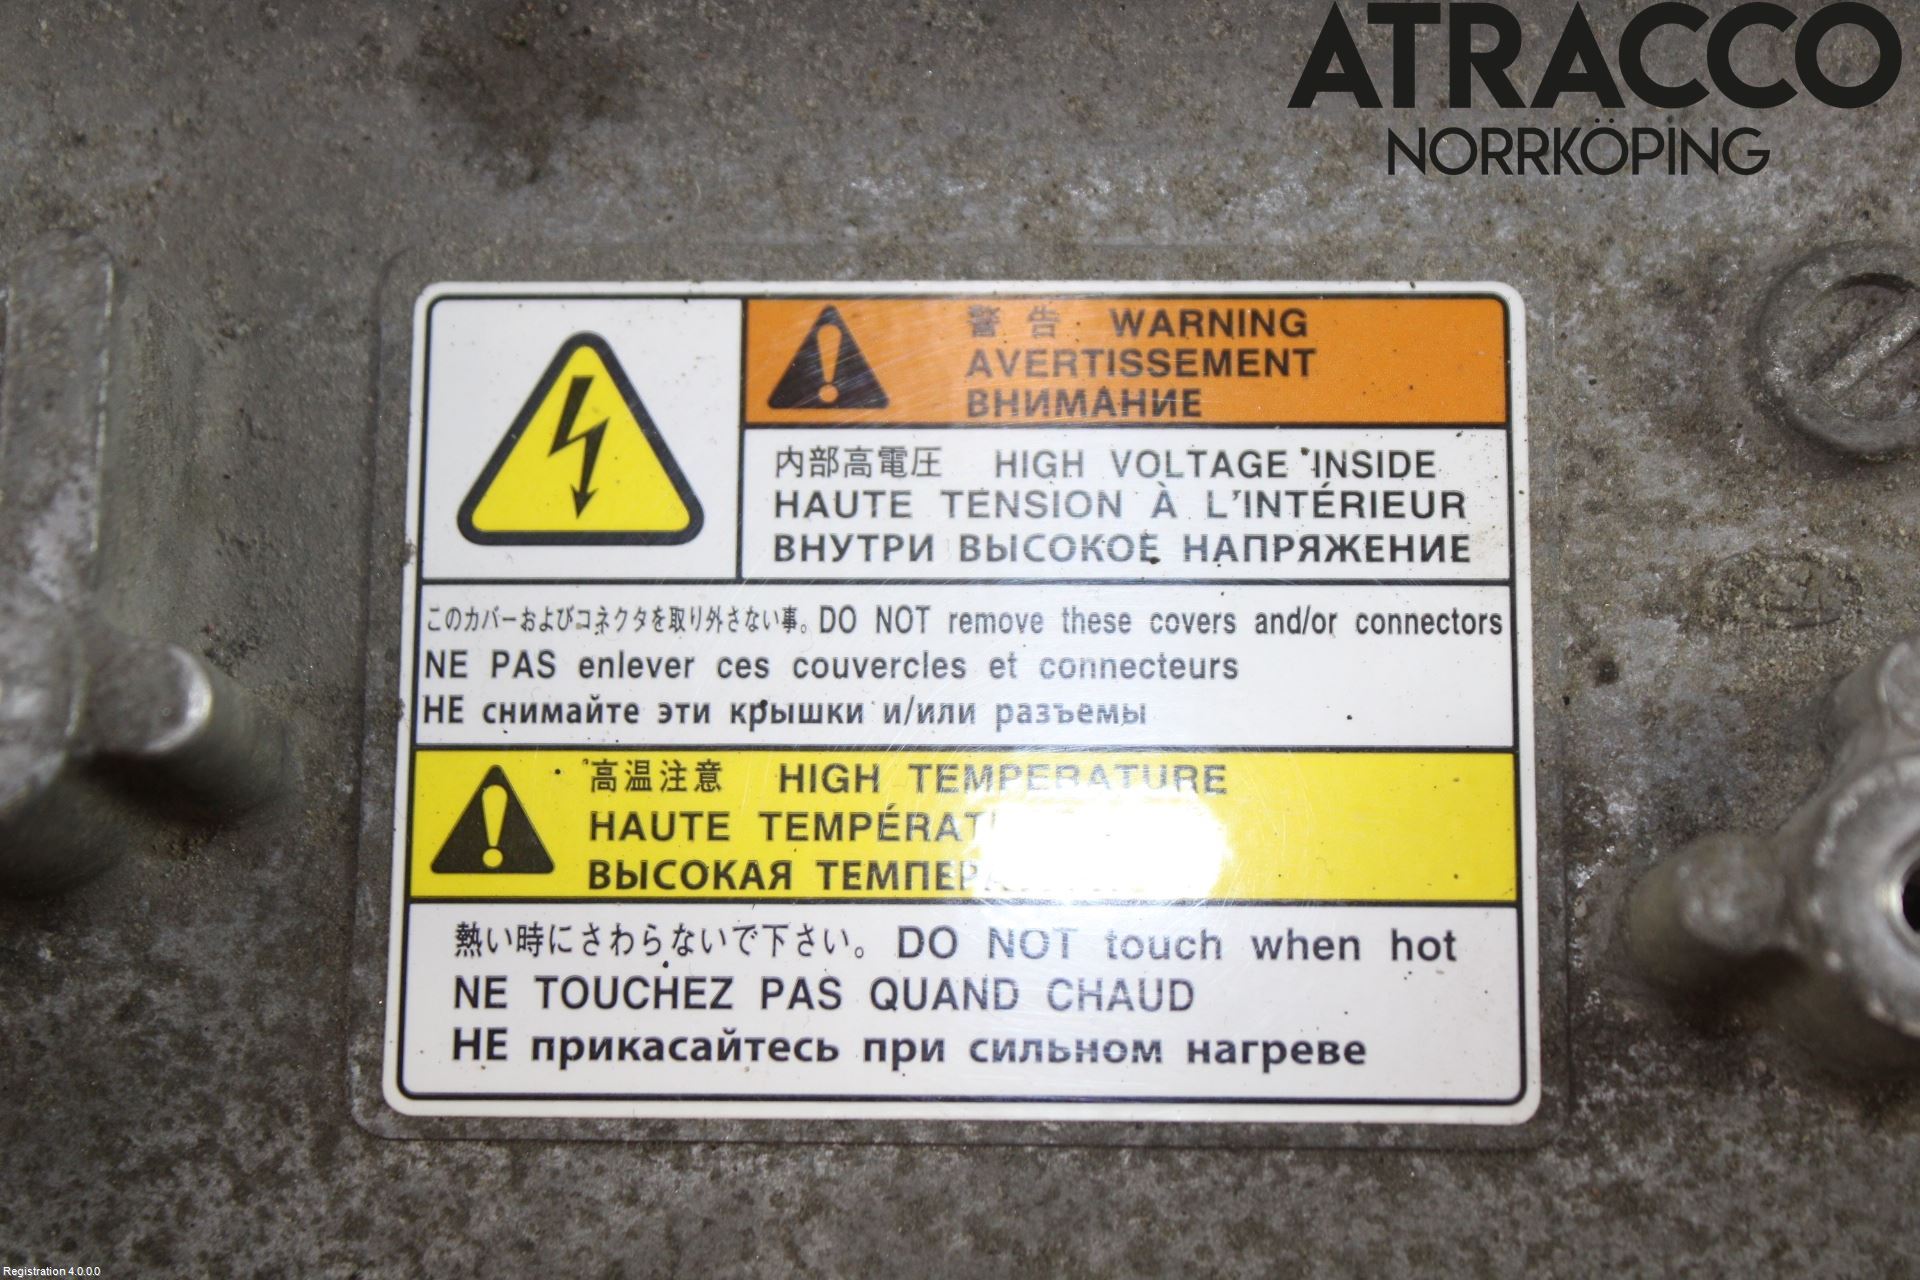 ATRACCO
NORRKÖPING
警告 WARNING
AVERTISSEMENT
ВНИМАНИЕ
内部高電圧 HIGH VOLTAGE INSIDE
HAUTE TENSION À L'INTÉRIEUR
ВНУТРИ ВЫСОКОЕ НАПРЯЖЕНИЕ
このカバーおよびコネクタを取り外さない事。DO NOT remove these covers and/or connectors
NE PAS enlever ces couvercles et connecteurs
НЕ снимайте эти крышки и/или разъемы
高温注意 HIGH TEMPERATURE
HAUTE
ВЫСОКАЯ
熱い時にさわらないで下さい。DO NOT touch when hot
NE TOUCHEZ PAS QUAND CHAUD
НЕ прикасайтесь при сильном нагреве
Registration 4.0.0.0